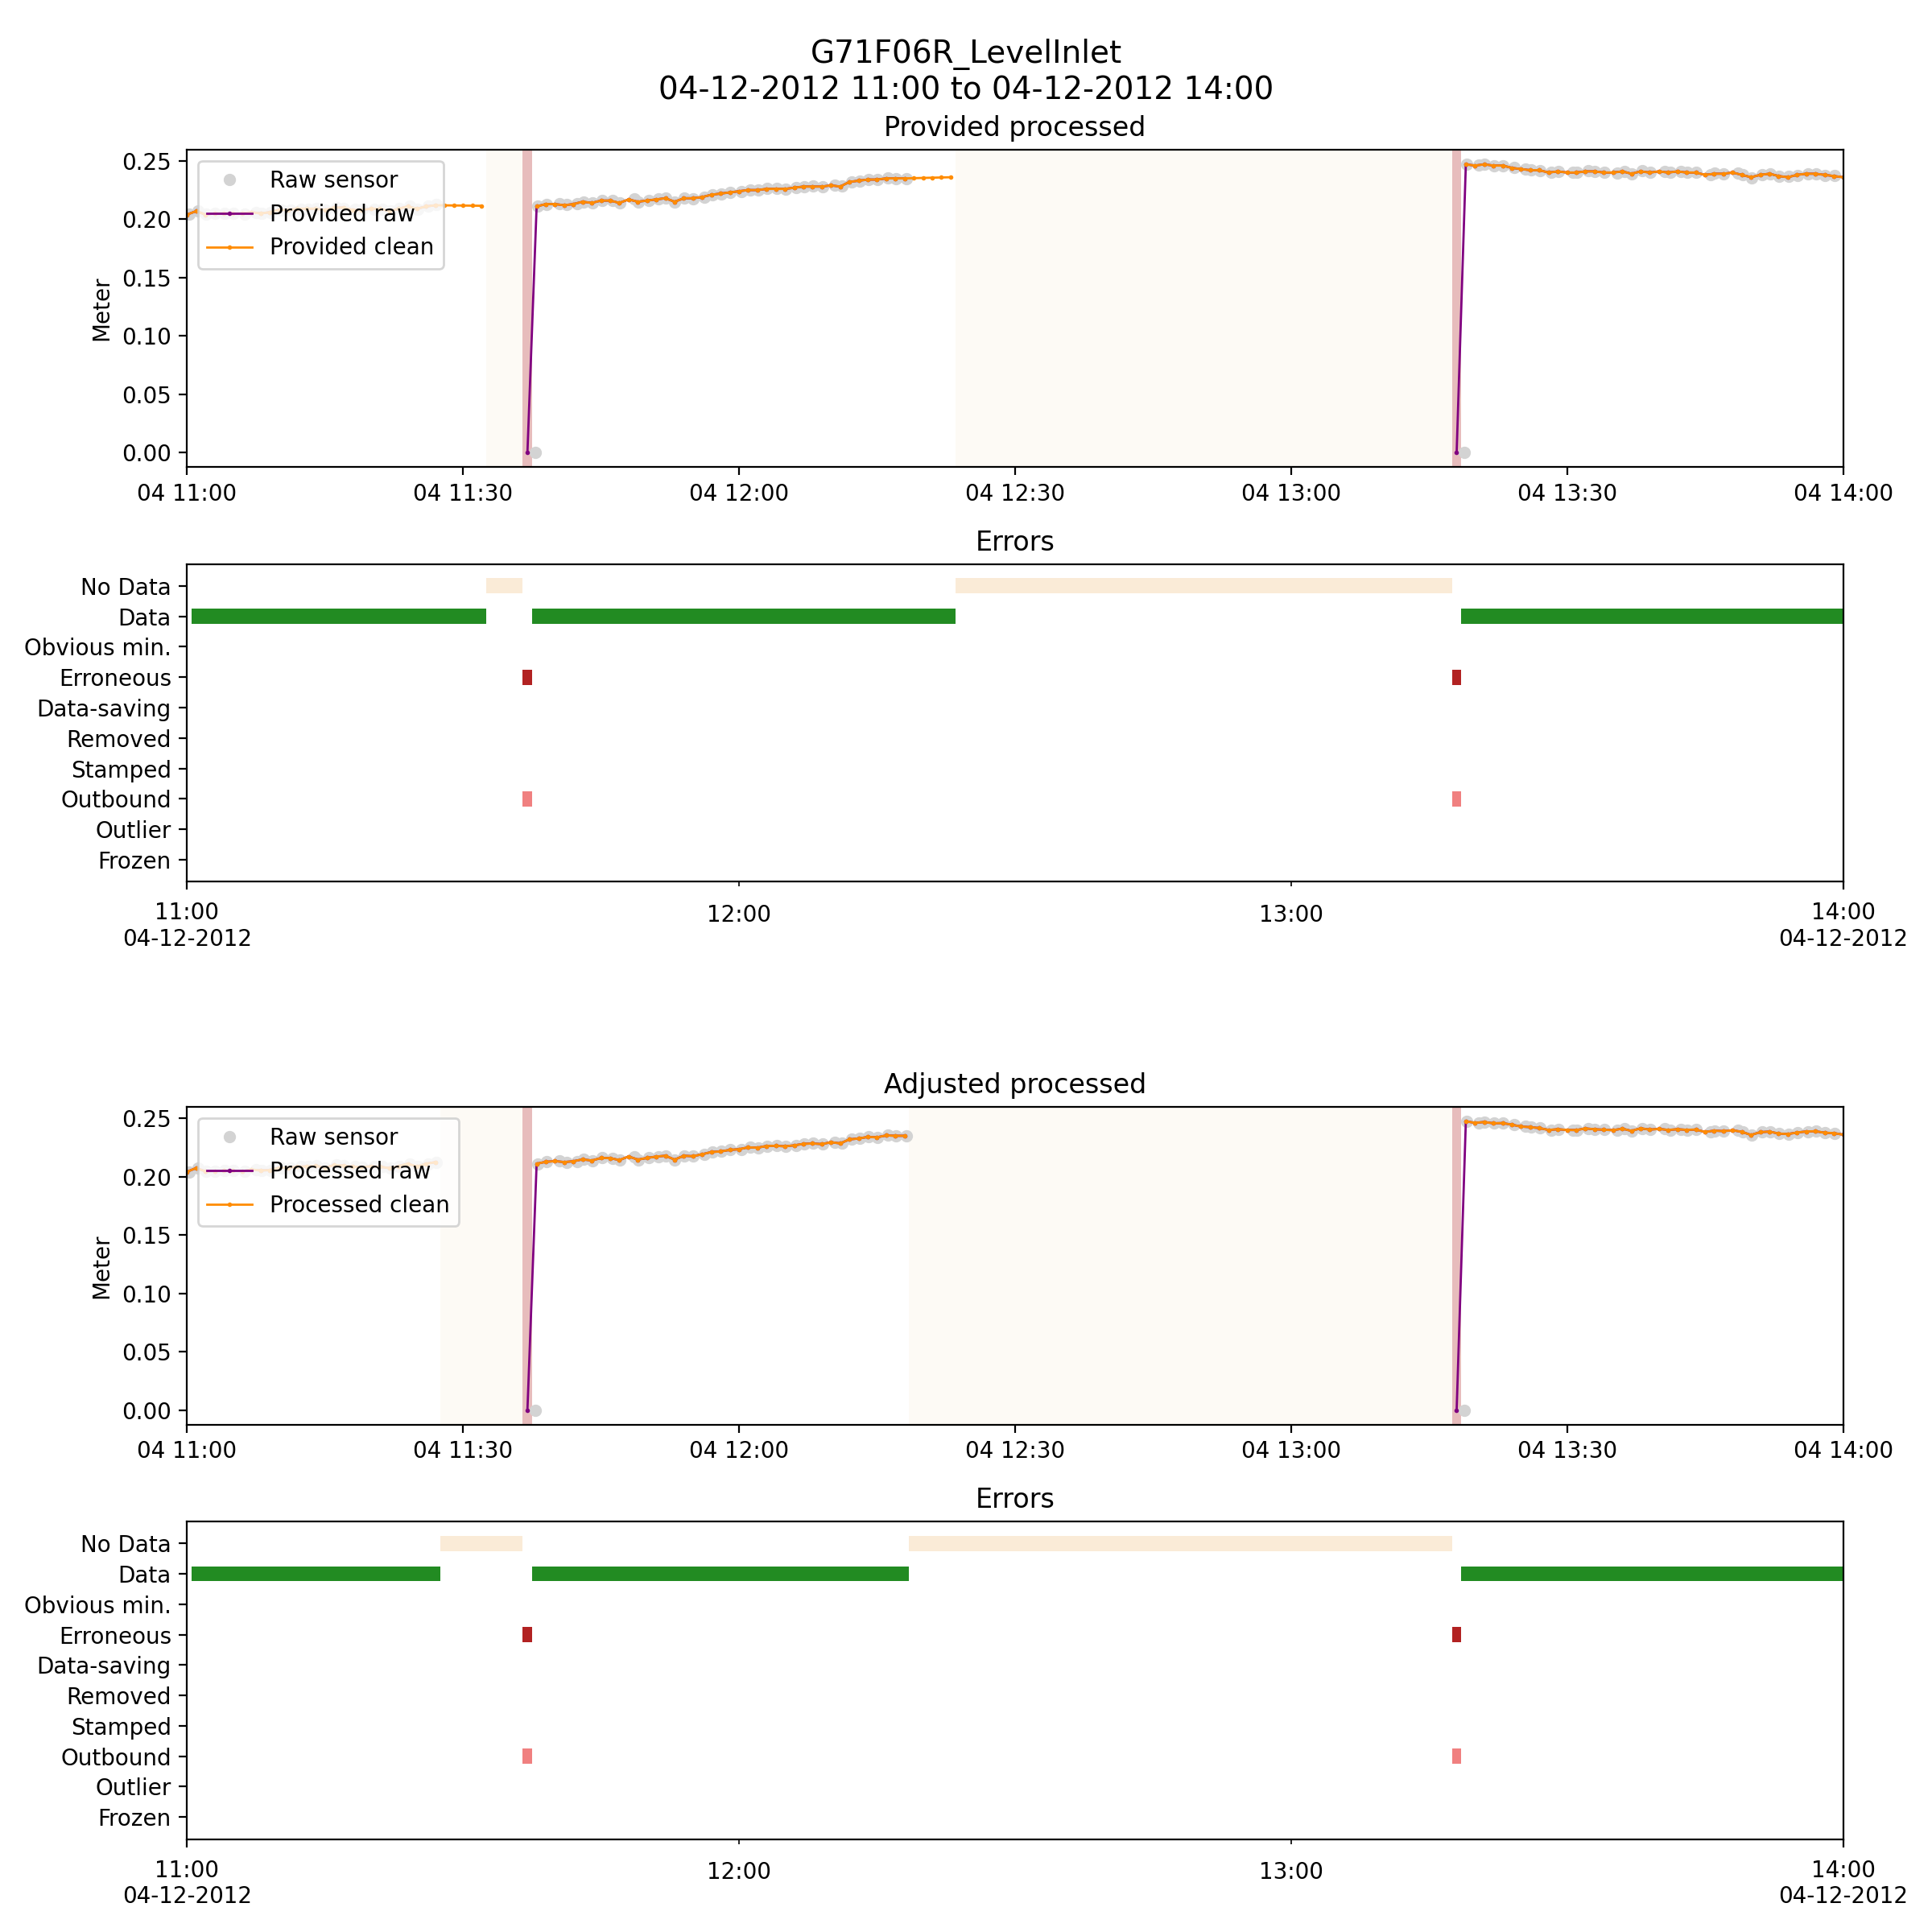 G71F06R_LevelInlet
04-12-2012 11:00 to 04-12-2012 14:00
Provided processed
Meter
0.25
0.20
0.15
0.10
0.05
0.00
Raw sensor
Provided raw
Provided clean
04 11:00 04 11:30 04 12:00 04 12:30 04 13:00 04 13:30 04 14:00
Errors
No Data
Data
Obvious min.
Erroneous
Data-saving
Removed
Stamped
Outbound
Outlier
Frozen
11:00 12:00 13:00 14:00
04-12-2012 04-12-2012
Adjusted processed
Meter
0.25
0.20
0.15
0.10
0.05
0.00
Raw sensor
Processed raw
Processed clean
04 11:00 04 11:30 04 12:00 04 12:30 04 13:00 04 13:30 04 14:00
Errors
No Data
Data
Obvious min.
Erroneous
Data-saving
Removed
Stamped
Outbound
Outlier
Frozen
11:00 12:00 13:00 14:00
04-12-2012 04-12-2012